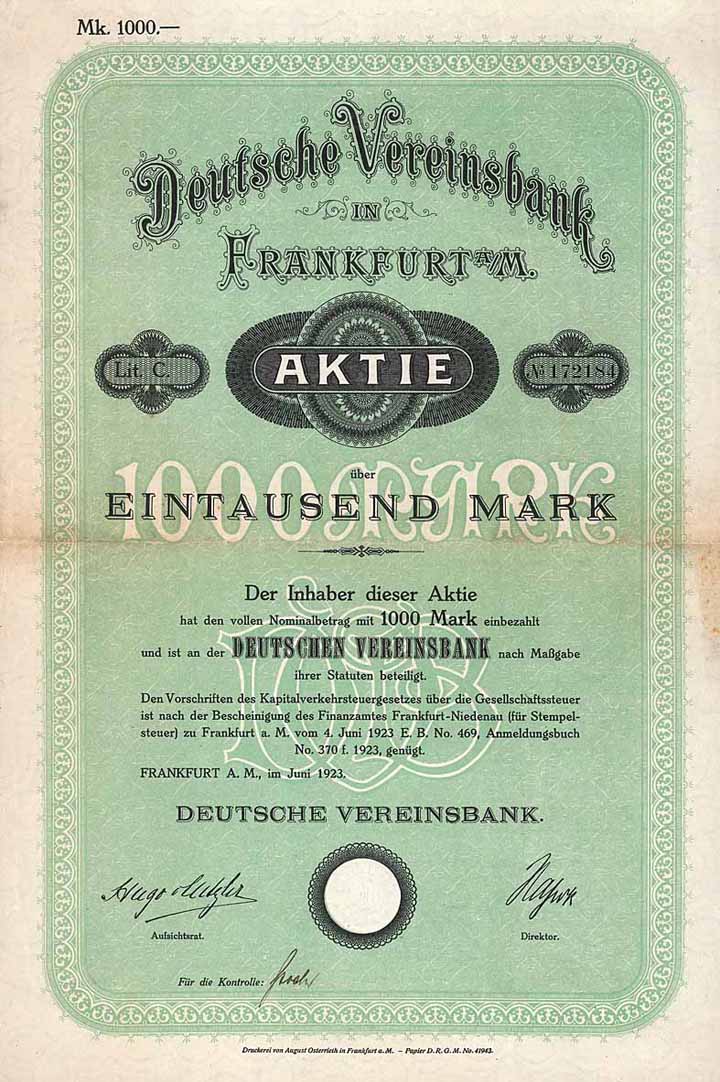 Mk. 1000.—
Deutsche Vereinsbank
IN
FRANKFURT A/M.
Lit. C.
AKTIE
No 172184
über
1000 MARK
EINTAUSEND MARK
Der Inhaber dieser Aktie
hat den vollen Nominalbetrag mit 1000 Mark einbezahlt
und ist an der DEUTSCHEN VEREINSBANK nach Maßgabe
ihrer Statuten beteiligt.
Den Vorschriften des Kapitalverkehrsteuergesetzes über die Gesellschaftssteuer
ist nach der Bescheinigung des Finanzamtes Frankfurt-Niedenau (für Stempel-
steuer) zu Frankfurt a. M. vom 4. Juni 1923 E. B. No. 469, Anmeldungsbuch
No. 370 f. 1923, genügt.
FRANKFURT A. M., im Juni 1923.
DEUTSCHE VEREINSBANK.
Aufsichtsrat.
Direktor.
Für die Kontrolle:
Druckerei von August Osterrieth in Frankfurt a. M. – Papier D. R. G. M. No. 41943.